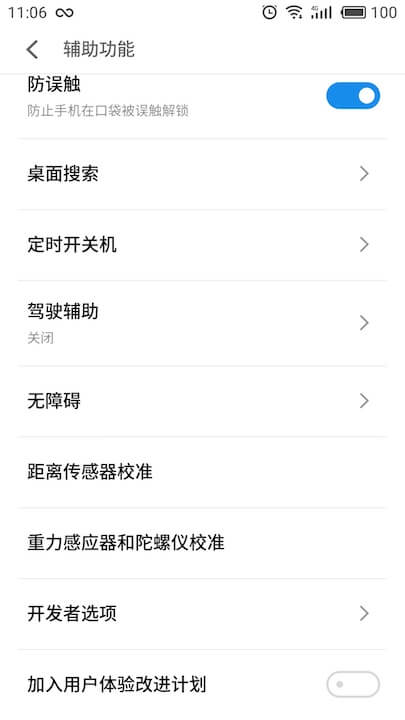 11:06 4G 100
辅助功能
防误触
防止手机在口袋被误触解锁
桌面搜索
定时开关机
驾驶辅助
关闭
无障碍
距离传感器校准
重力感应器和陀螺仪校准
开发者选项
加入用户体验改进计划